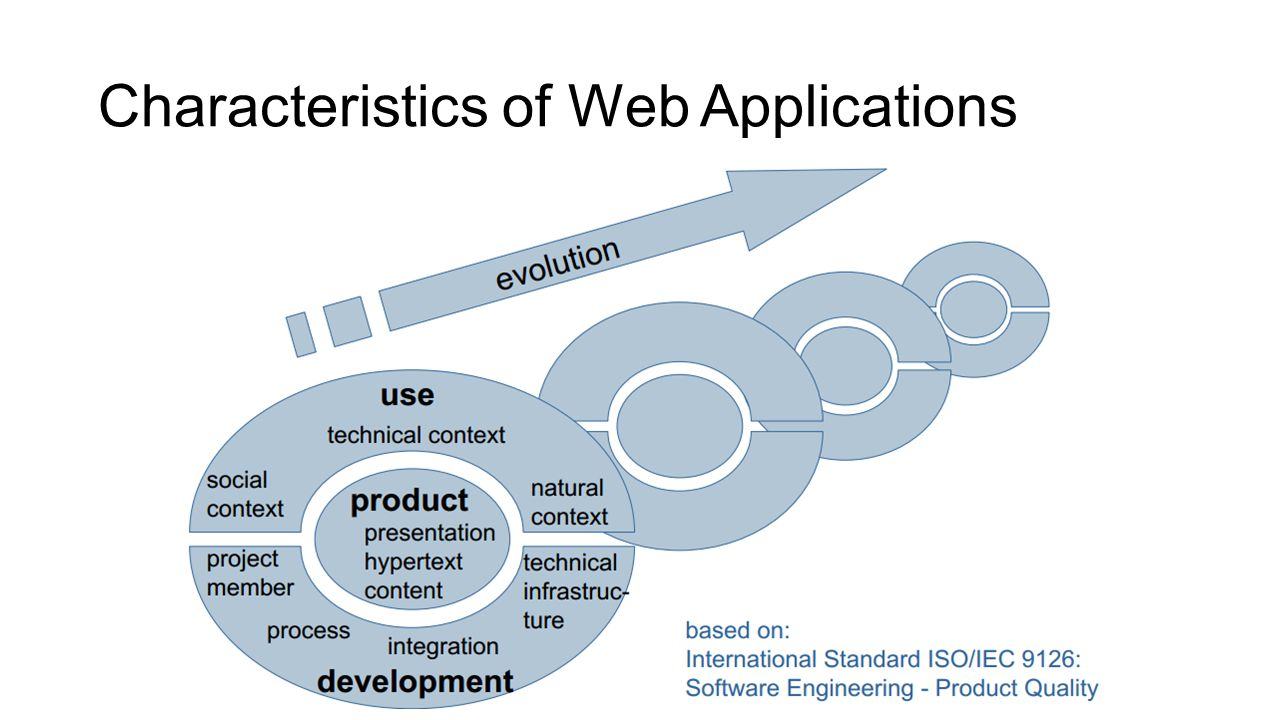 Characteristics of Web Applications
evolution
use
technical context
social
context
natural
context
product
presentation
hypertext
content
project
member
process
integration
technical
infrastruc-
ture
development
based on:
International Standard ISO/IEC 9126:
Software Engineering - Product Quality